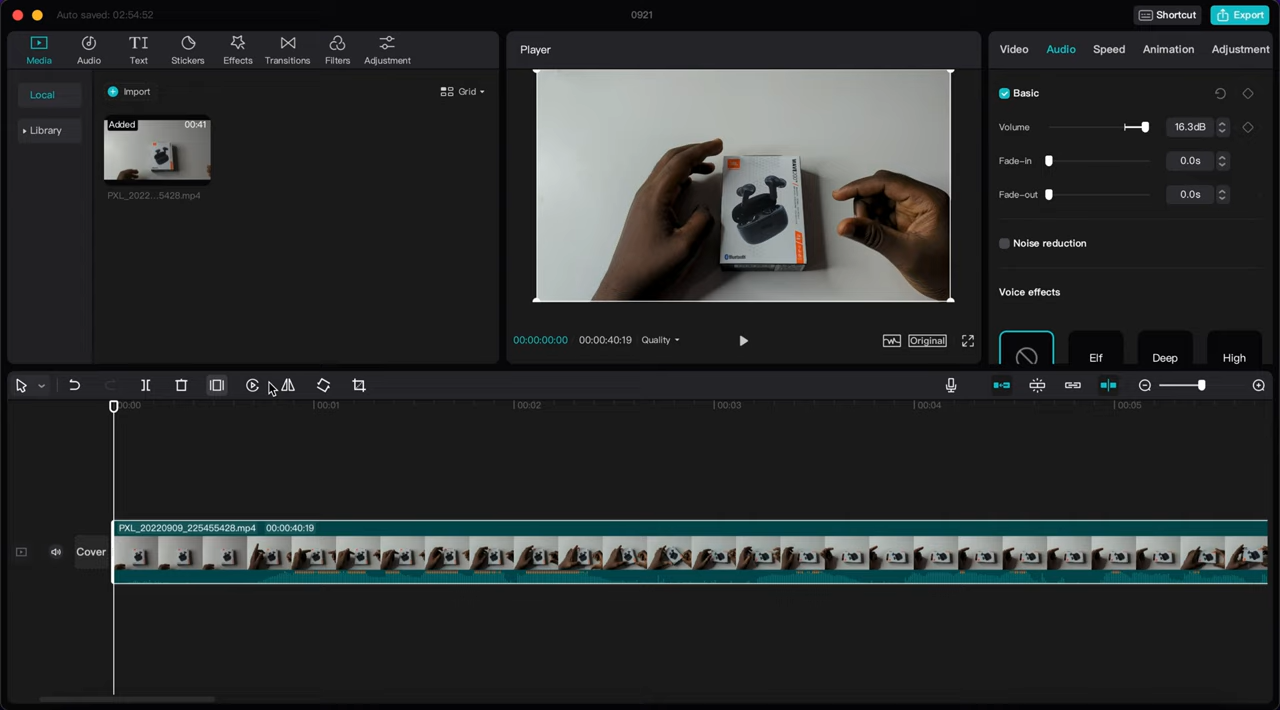 Auto saved: 02:54:52
0921
Shortcut
Export
Media
Audio
Text
Stickers
Effects
Transitions
Filters
Adjustment
Local
Library
Import
Grid
Added
00:41
PXL_2022...5428.mp4
Player
JBL
Bluetooth
00:00:00:00
00:00:40:19
Quality
Original
Video
Audio
Speed
Animation
Adjustment
Basic
Volume
16.3dB
Fade-in
0.0s
Fade-out
0.0s
Noise reduction
Voice effects
Elf
Deep
High
00:00
00:01
00:02
00:03
00:04
00:05
PXL_20220909_225455428.mp4 00:00:40:19
Cover